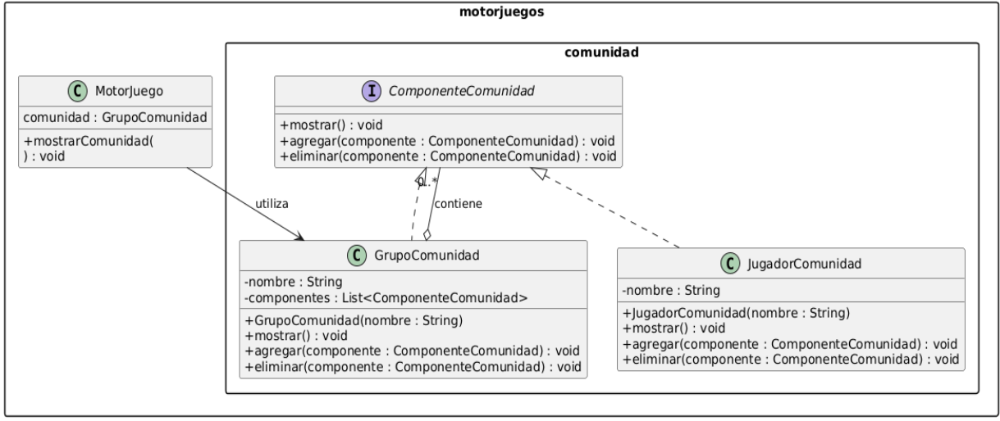 motorjuegos
comunidad
C MotorJuego
comunidad : GrupoComunidad
+mostrarComunidad(
) : void
I ComponenteComunidad
+mostrar() : void
+agregar(componente : ComponenteComunidad) : void
+eliminar(componente : ComponenteComunidad) : void
0..*
utiliza
contiene
C GrupoComunidad
-nombre : String
-componentes : List<ComponenteComunidad>
+GrupoComunidad(nombre : String)
+mostrar() : void
+agregar(componente : ComponenteComunidad) : void
+eliminar(componente : ComponenteComunidad) : void
C JugadorComunidad
-nombre : String
+JugadorComunidad(nombre : String)
+mostrar() : void
+agregar(componente : ComponenteComunidad) : void
+eliminar(componente : ComponenteComunidad) : void